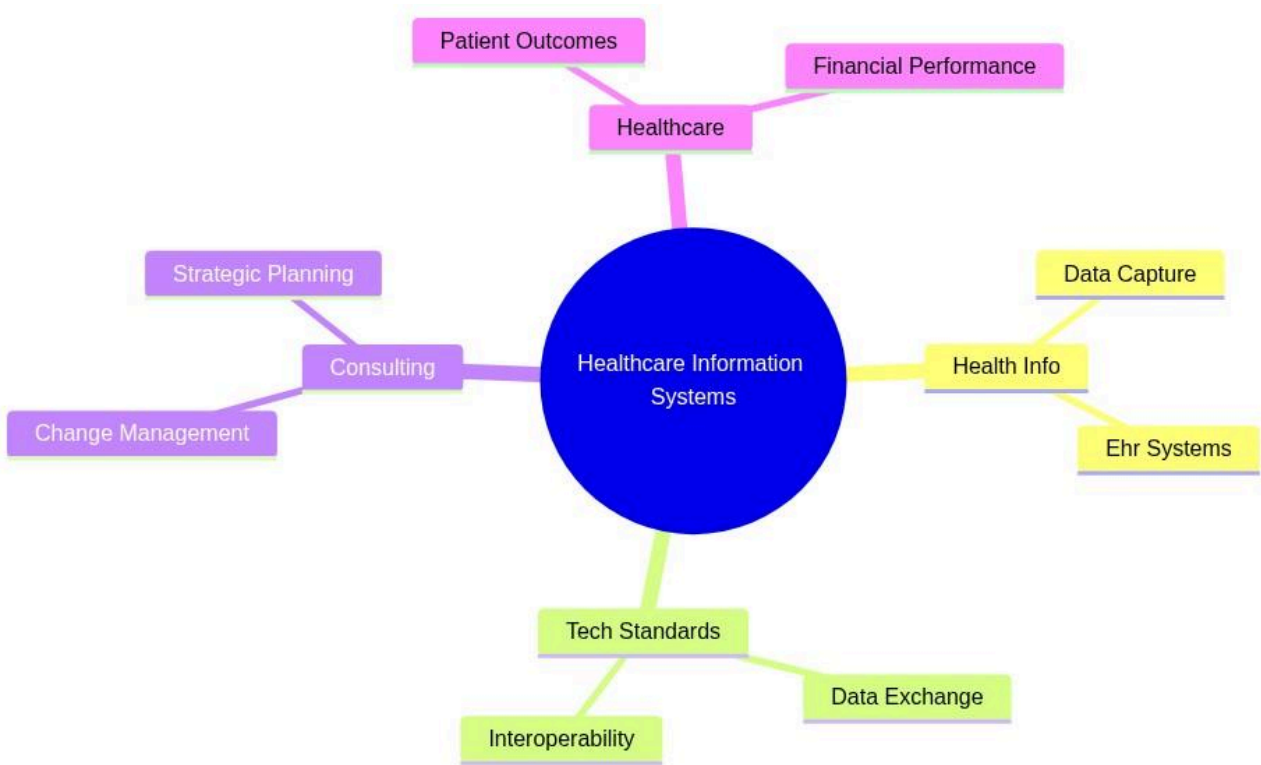 Patient Outcomes
Financial Performance
Healthcare
Strategic Planning
Data Capture
Consulting
Healthcare Information
Systems
Health Info
Change Management
Ehr Systems
Tech Standards
Data Exchange
Interoperability